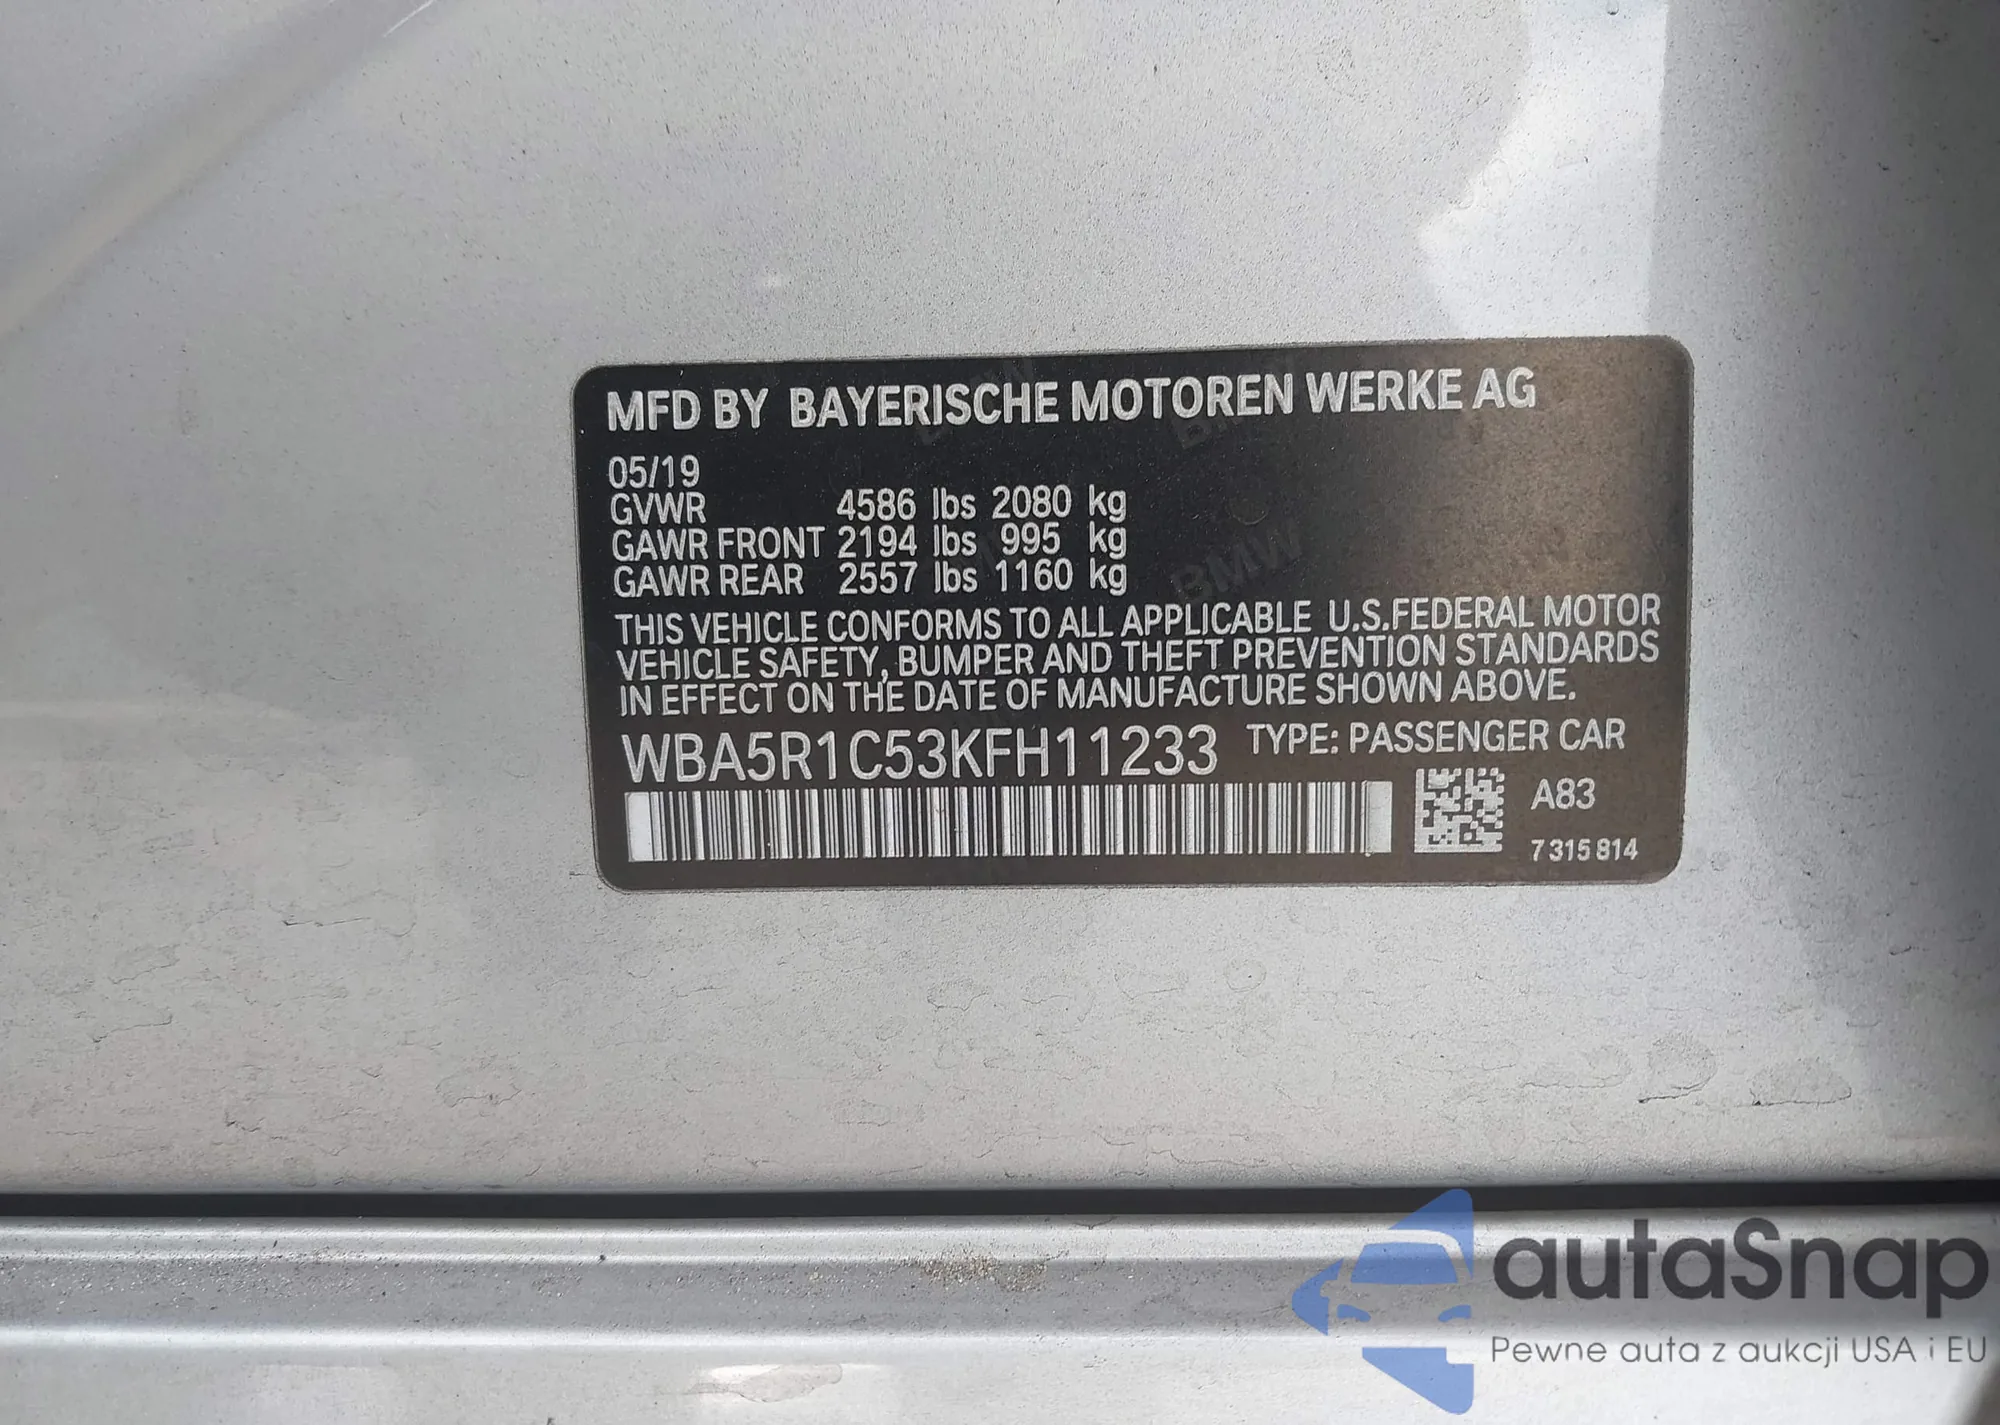 MFD BY BAYERISCHE MOTOREN WERKE AG
05/19
GVWR 4586 lbs 2080 kg
GAWR FRONT 2194 lbs 995 kg
GAWR REAR 2557 lbs 1160 kg
THIS VEHICLE CONFORMS TO ALL APPLICABLE U.S.FEDERAL MOTOR
VEHICLE SAFETY, BUMPER AND THEFT PREVENTION STANDARDS
IN EFFECT ON THE DATE OF MANUFACTURE SHOWN ABOVE.
WBA5R1C53KFH11233 TYPE: PASSENGER CAR
A83
7315814
autaSnap
Pewne auta z aukcji USA i EU